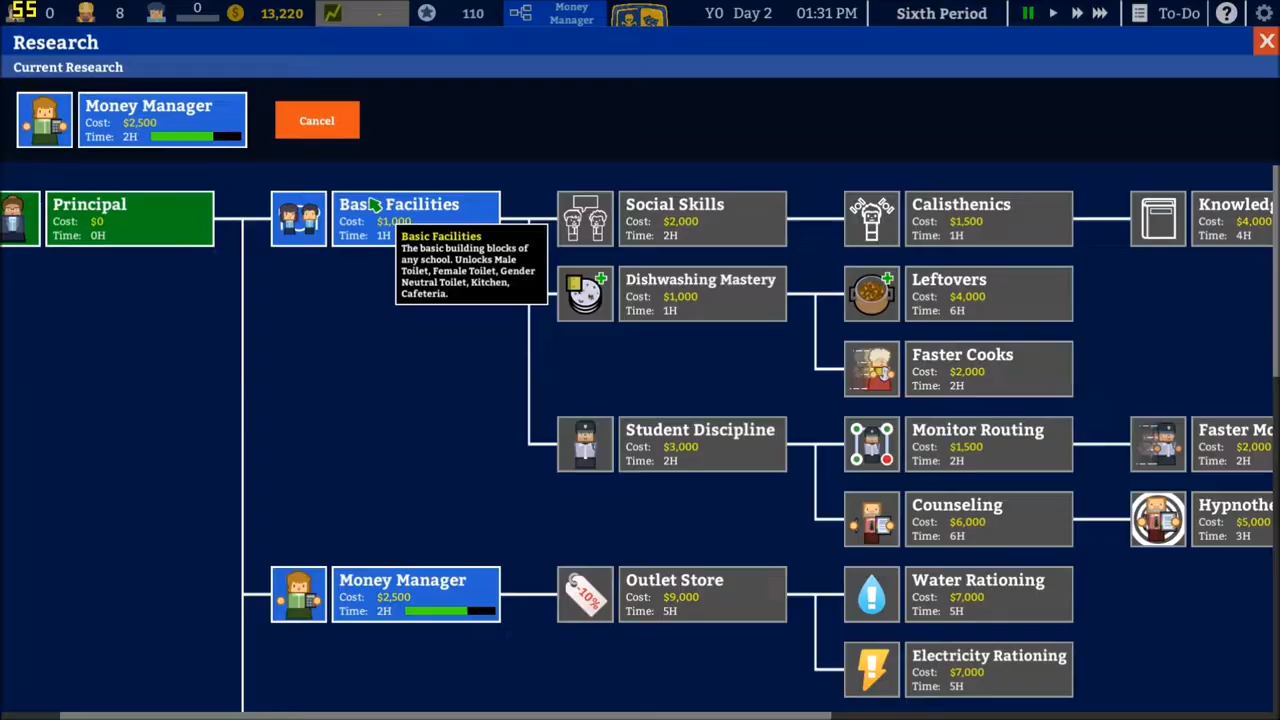 55 0 8 0 13,220 - 110 Money Manager Y0 Day 2 01:31 PM Sixth Period To-Do ?
Research
Current Research
Money Manager
Cost: $2,500
Time: 2H
Cancel
Principal
Cost: $0
Time: 0H
Basic Facilities
Cost: $1,000
Time: 1H
Basic Facilities
The basic building blocks of
any school. Unlocks Male
Toilet, Female Toilet, Gender
Neutral Toilet, Kitchen,
Cafeteria.
Social Skills
Cost: $2,000
Time: 2H
Calisthenics
Cost: $1,500
Time: 1H
Knowledg
Cost: $4,000
Time: 4H
Dishwashing Mastery
Cost: $1,000
Time: 1H
Leftovers
Cost: $4,000
Time: 6H
Faster Cooks
Cost: $2,000
Time: 2H
Student Discipline
Cost: $3,000
Time: 2H
Monitor Routing
Cost: $1,500
Time: 2H
Faster Mo
Cost: $2,000
Time: 2H
Counseling
Cost: $6,000
Time: 6H
Hypnothe
Cost: $5,000
Time: 3H
Money Manager
Cost: $2,500
Time: 2H
Outlet Store
Cost: $9,000
Time: 5H
-10%
Water Rationing
Cost: $7,000
Time: 5H
Electricity Rationing
Cost: $7,000
Time: 5H